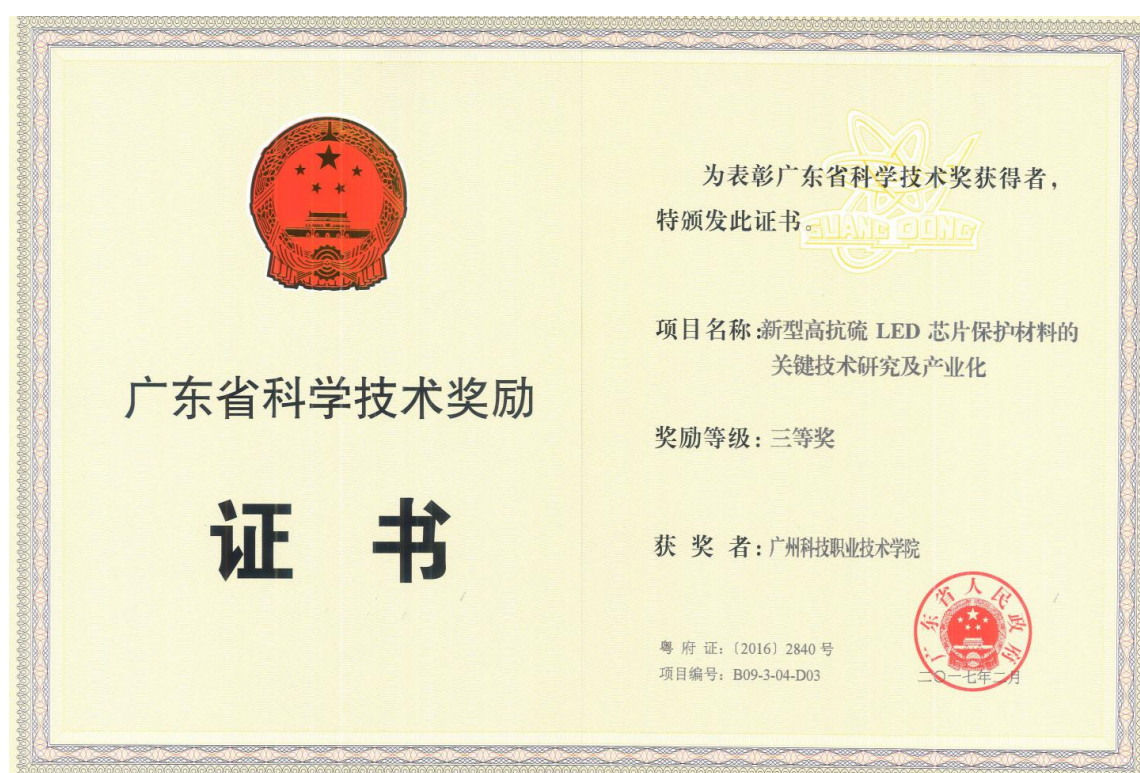 广东省科学技术奖励
证 书
为表彰广东省科学技术奖获得者，
特颁发此证书。
GUANG DONG
项目名称:新型高抗硫 LED 芯片保护材料的
关键技术研究及产业化
奖励等级: 三等奖
获 奖 者: 广州科技职业技术学院
粤 府 证:〔2016〕2840 号
项目编号: B09-3-04-D03
广东省人民政府
二〇一七年二月